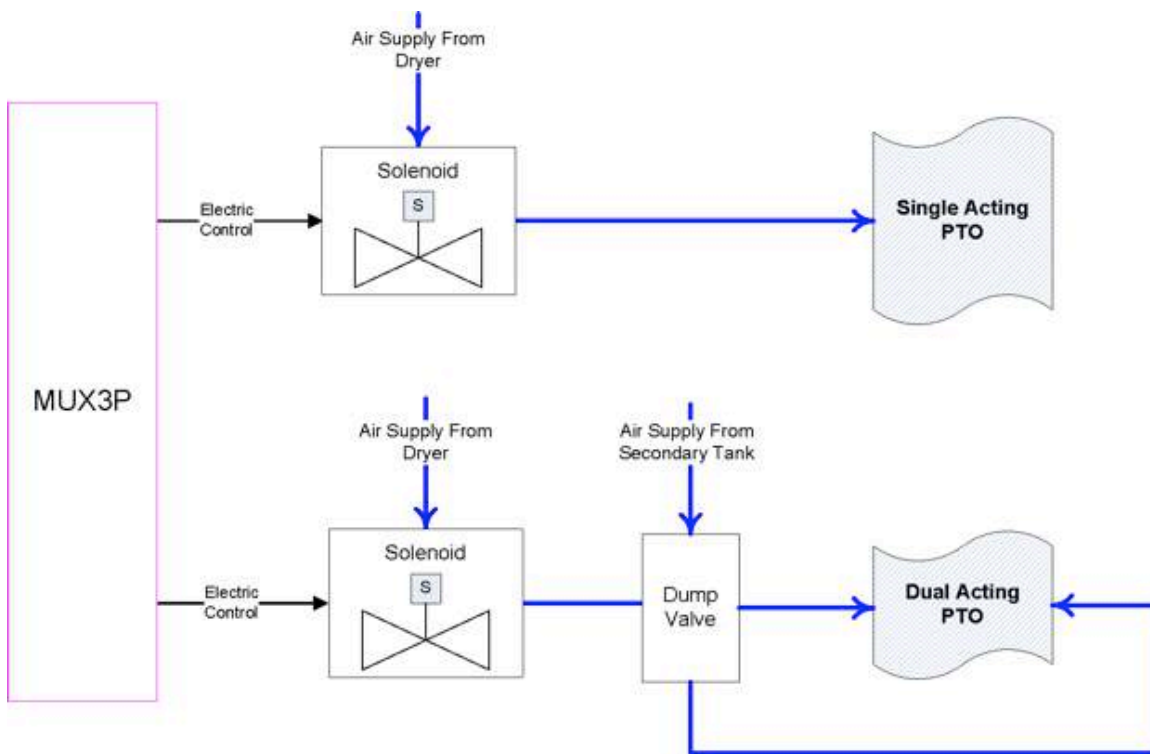 Air Supply From
Dryer
Solenoid
S
Electric
Control
Single Acting
PTO
MUX3P
Air Supply From
Dryer
Air Supply From
Secondary Tank
Solenoid
S
Electric
Control
Dump
Valve
Dual Acting
PTO